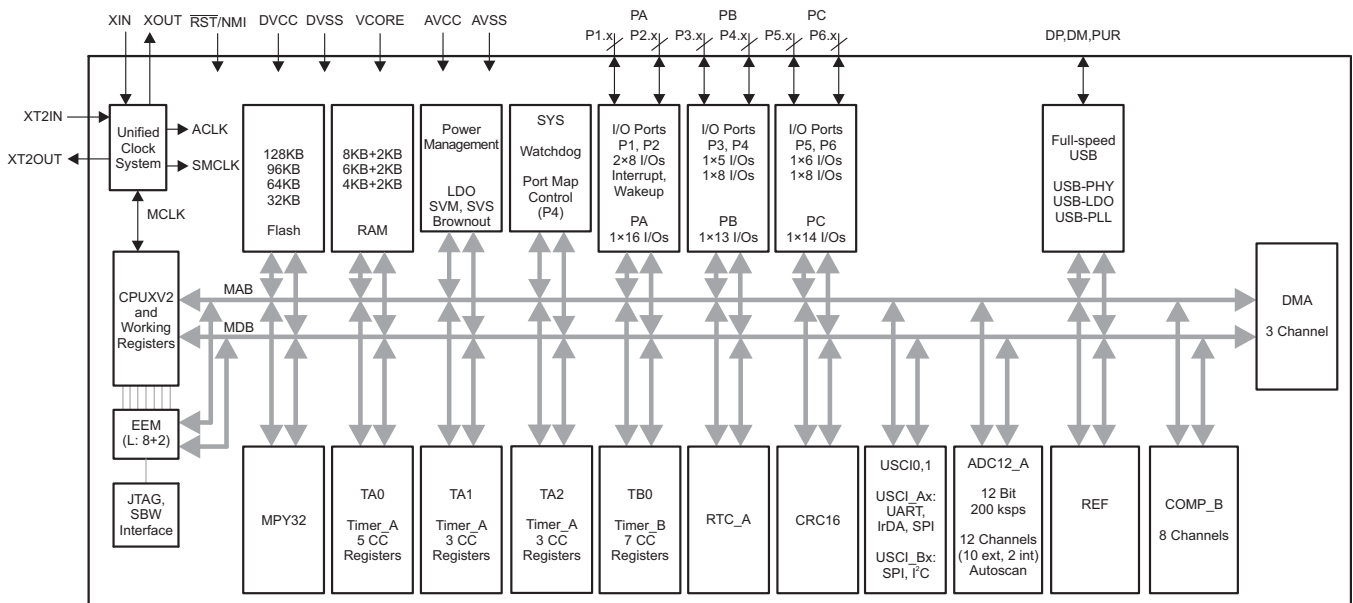 XIN XOUT RST/NMI DVCC DVSS VCORE AVCC AVSS
PA PB PC
P1.x P2.x P3.x P4.x P5.x P6.x
DP,DM,PUR
XT2IN
XT2OUT
Unified
Clock
System
ACLK
SMCLK
MCLK
128KB
96KB
64KB
32KB
Flash
8KB+2KB
6KB+2KB
4KB+2KB
RAM
Power
Management
LDO
SVM, SVS
Brownout
SYS
Watchdog
Port Map
Control
(P4)
I/O Ports
P1, P2
2×8 I/Os
Interrupt,
Wakeup
PA
1×16 I/Os
I/O Ports
P3, P4
1×5 I/Os
1×8 I/Os
PB
1×13 I/Os
I/O Ports
P5, P6
1×6 I/Os
1×8 I/Os
PC
1×14 I/Os
Full-speed
USB
USB-PHY
USB-LDO
USB-PLL
CPUXV2
and
Working
Registers
MAB
MDB
DMA
3 Channel
EEM
(L: 8+2)
JTAG,
SBW
Interface
MPY32
TA0
Timer_A
5 CC
Registers
TA1
Timer_A
3 CC
Registers
TA2
Timer_A
3 CC
Registers
TB0
Timer_B
7 CC
Registers
RTC_A
CRC16
USCI0,1
USCI_Ax:
UART,
IrDA, SPI
USCI_Bx:
SPI, I²C
ADC12_A
12 Bit
200 ksps
12 Channels
(10 ext, 2 int)
Autoscan
REF
COMP_B
8 Channels